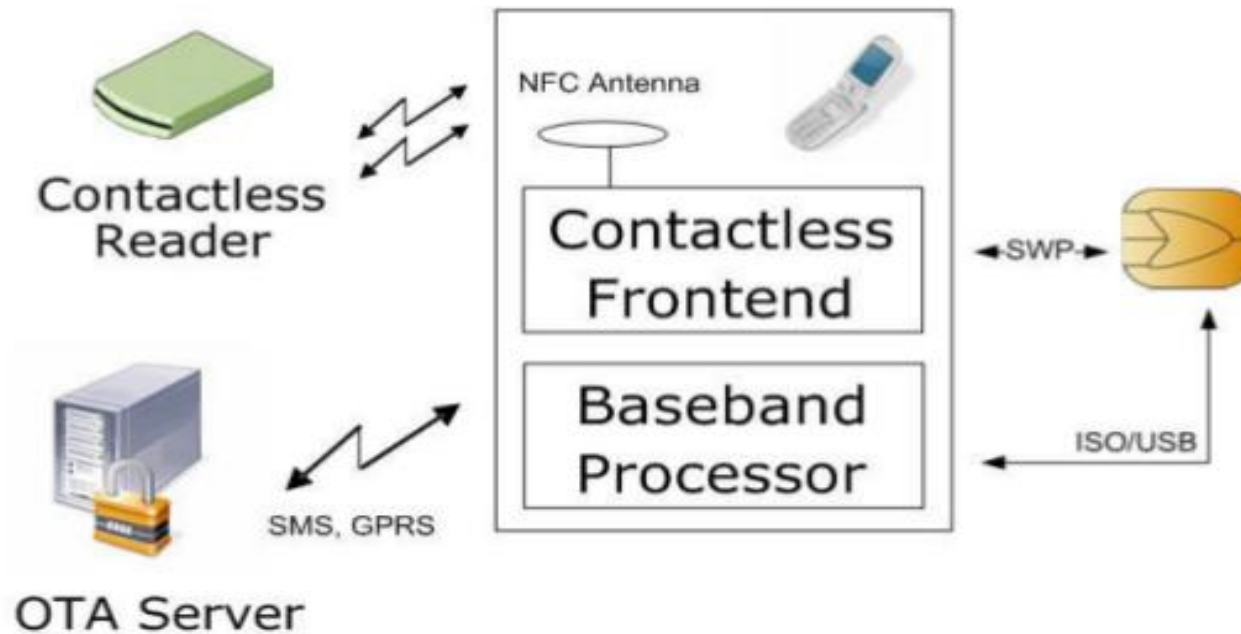 NFC Antenna
Contactless
Reader
Contactless
Frontend
SWP
Baseband
Processor
ISO/USB
SMS, GPRS
OTA Server